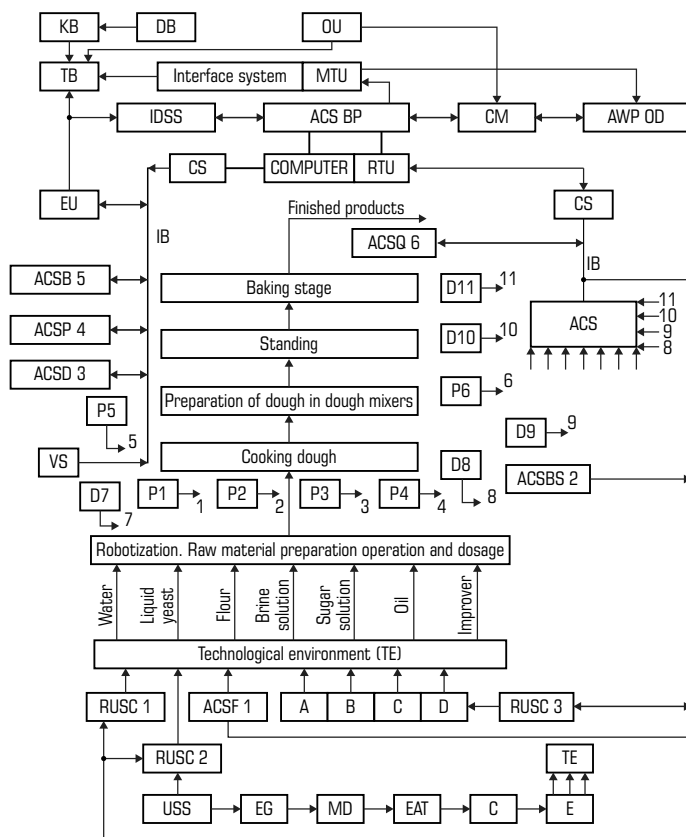 KB
DB
OU
TB
Interface system
MTU
IDSS
ACS BP
CM
AWP OD
CS
COMPUTER
RTU
EU
CS
Finished products
IB
ACSQ 6
IB
ACSB 5
Baking stage
D11
11
11
10
9
8
ACS
ACSP 4
Standing
D10
10
ACSD 3
Preparation of dough in dough mixers
P6
6
P5
5
D9
9
VS
Cooking dough
D8
8
ACSBS 2
D7
7
P1
1
P2
2
P3
3
P4
4
Robotization. Raw material preparation operation and dosage
Water
Liquid
yeast
Flour
Brine
solution
Sugar
solution
Oil
Improver
Technological environment (TE)
RUSC 1
ACSF 1
A
B
C
D
RUSC 3
RUSC 2
TE
USS
EG
MD
EAT
C
E